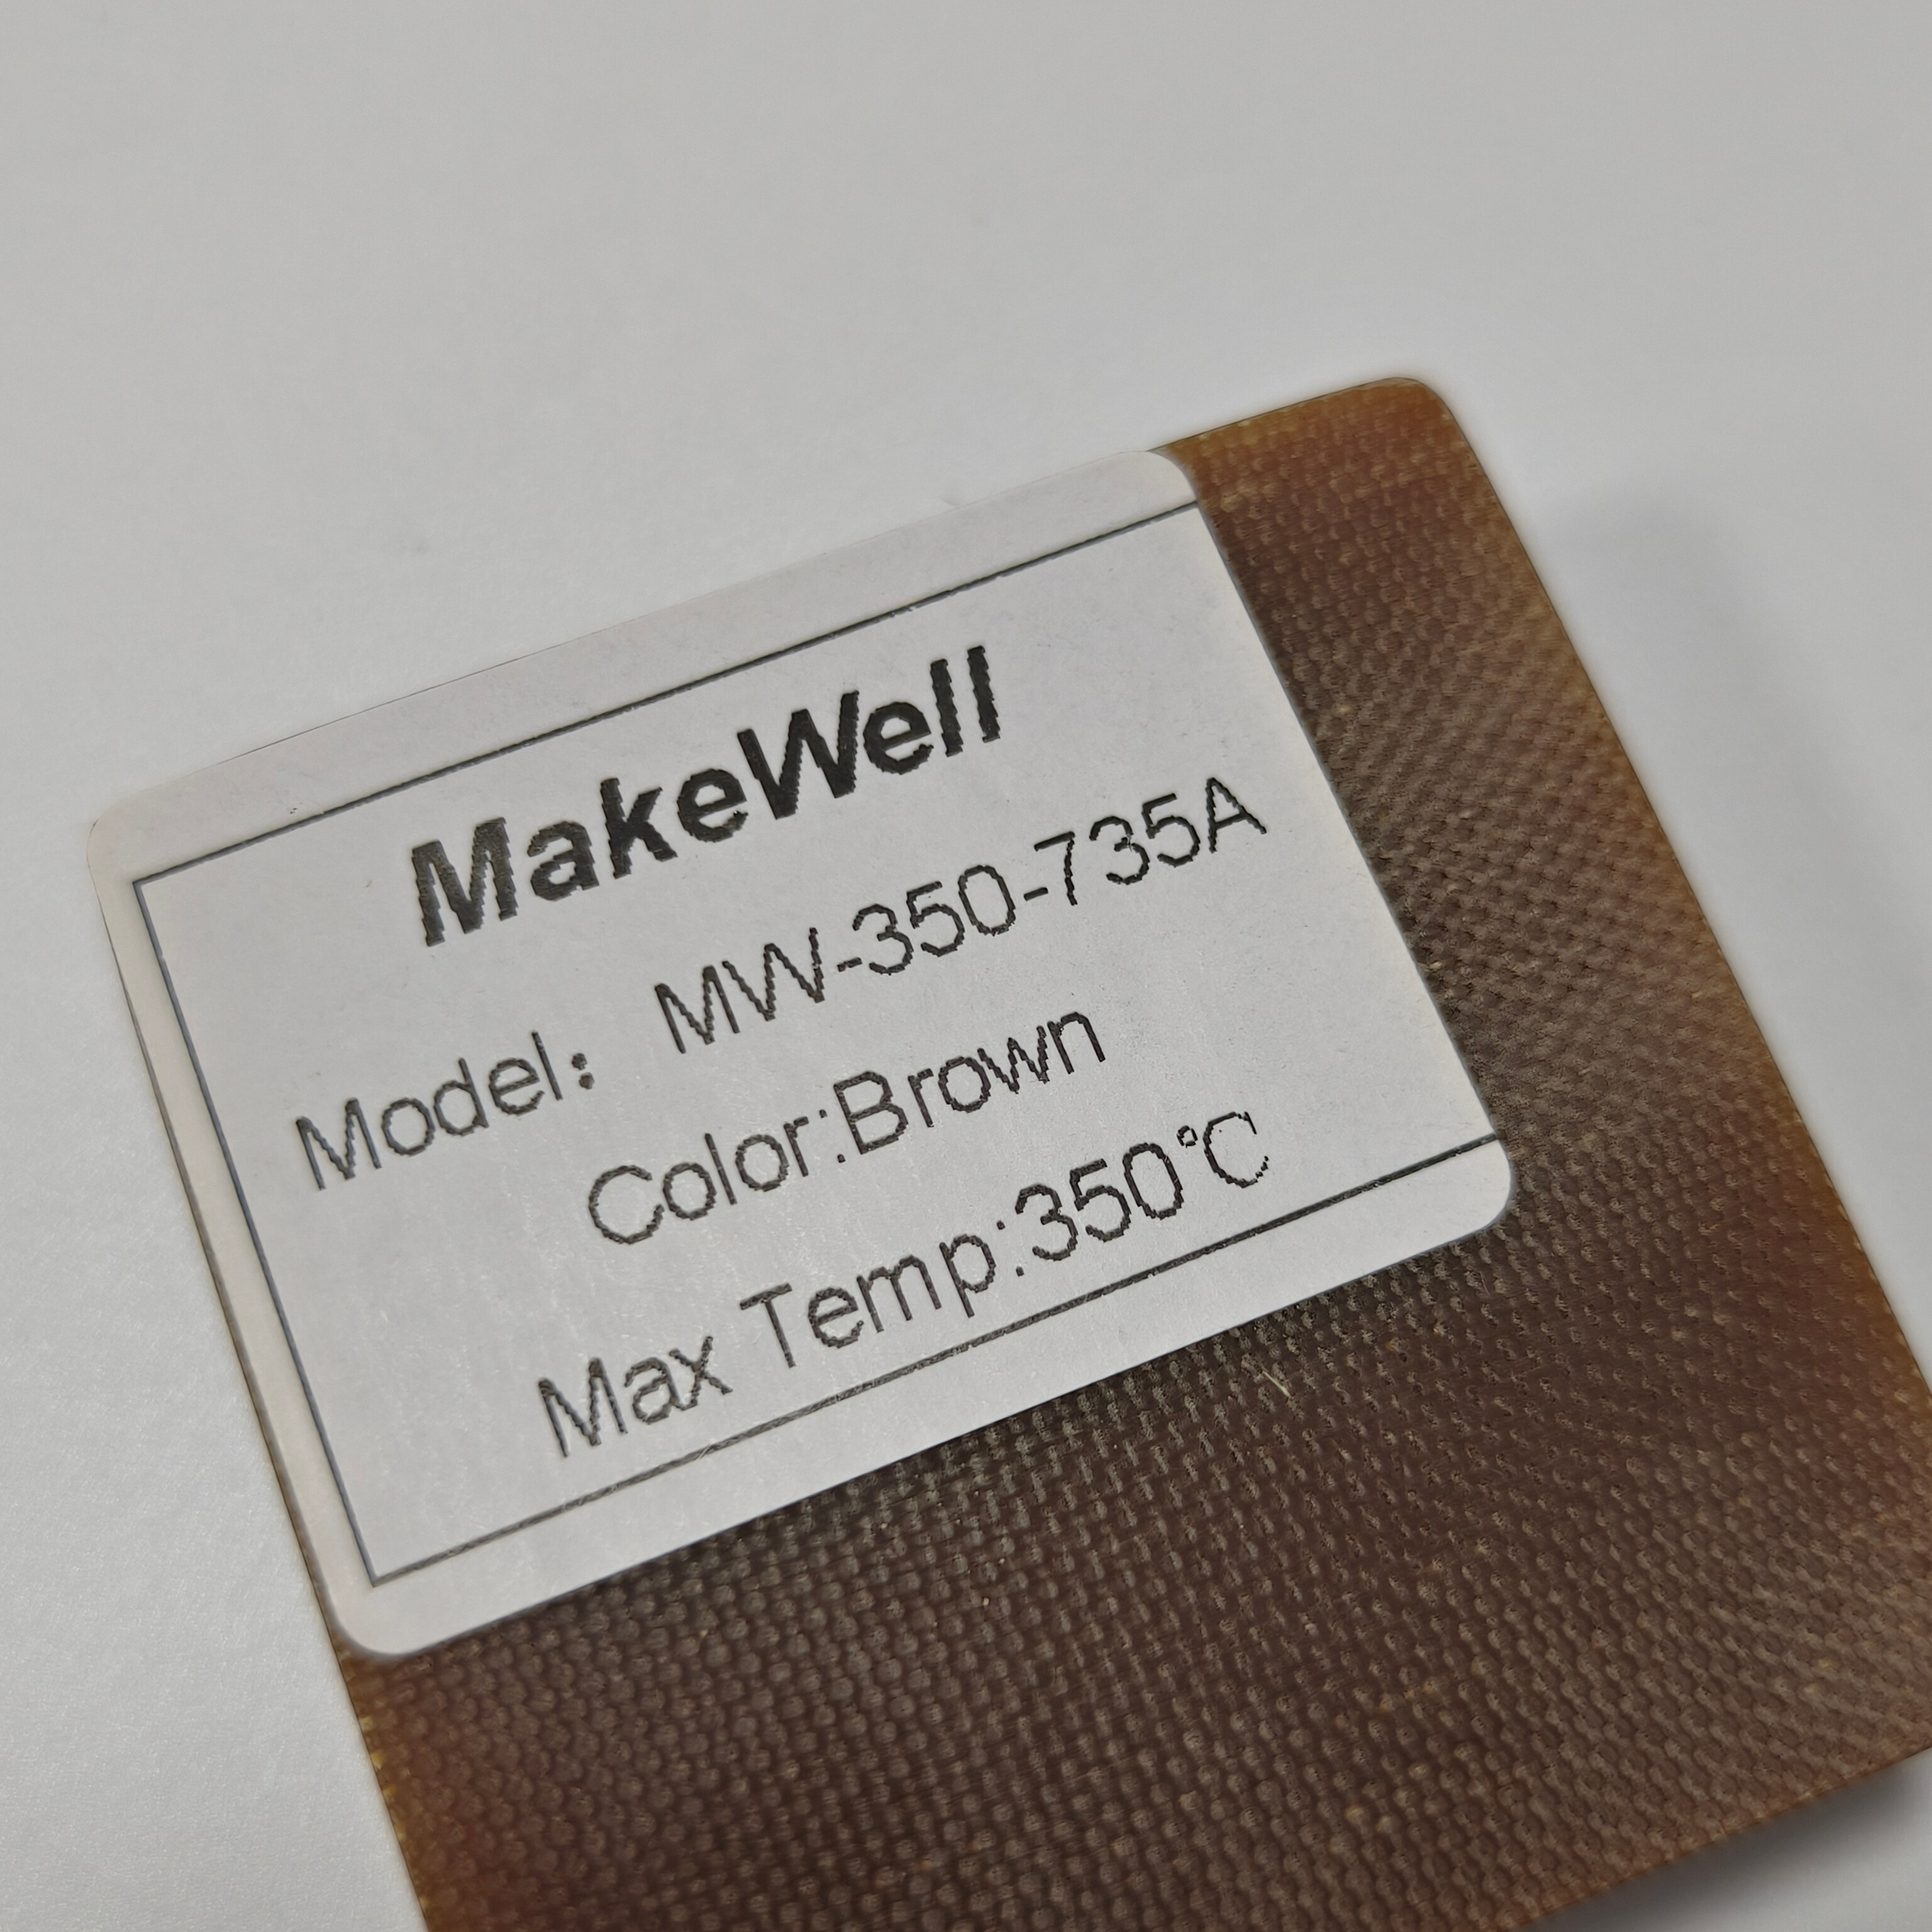 MakeWell
Model： MW-350-735A
Color:Brown
Max Temp:350℃